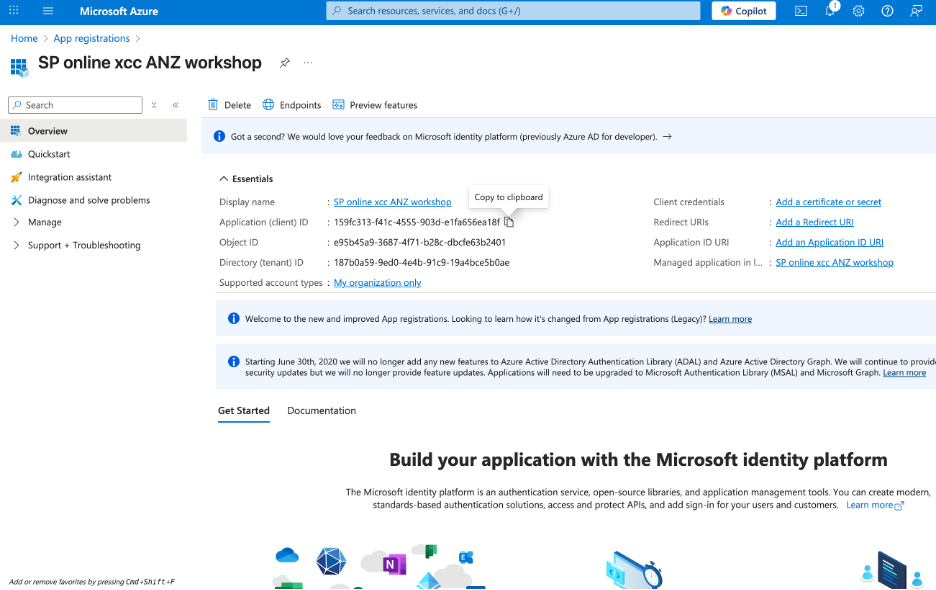 Microsoft Azure
Search resources, services, and docs (G+/)
Copilot
1
Home > App registrations >
SP online xcc ANZ workshop
Search
Delete
Endpoints
Preview features
Overview
Quickstart
Integration assistant
Diagnose and solve problems
Manage
Support + Troubleshooting
Got a second? We would love your feedback on Microsoft identity platform (previously Azure AD for developer). →
Essentials
Copy to clipboard
Display name : SP online xcc ANZ workshop
Application (client) ID : 159fc313-f41c-4555-903d-e1fa656ea18f
Object ID : e95b45a9-3687-4f71-b28c-dbcfe63b2401
Directory (tenant) ID : 187b0a59-9ed0-4e4b-91c9-19a4bce5b0ae
Supported account types : My organization only
Client credentials : Add a certificate or secret
Redirect URIs : Add a Redirect URI
Application ID URI : Add an Application ID URI
Managed application in l... : SP online xcc ANZ workshop
Welcome to the new and improved App registrations. Looking to learn how it's changed from App registrations (Legacy)? Learn more
Starting June 30th, 2020 we will no longer add any new features to Azure Active Directory Authentication Library (ADAL) and Azure Active Directory Graph. We will continue to provide
security updates but we will no longer provide feature updates. Applications will need to be upgraded to Microsoft Authentication Library (MSAL) and Microsoft Graph. Learn more
Get Started
Documentation
Build your application with the Microsoft identity platform
The Microsoft identity platform is an authentication service, open-source libraries, and application management tools. You can create modern,
standards-based authentication solutions, access and protect APIs, and add sign-in for your users and customers. Learn more
N
E
Add or remove favorites by pressing Cmd+Shift+F